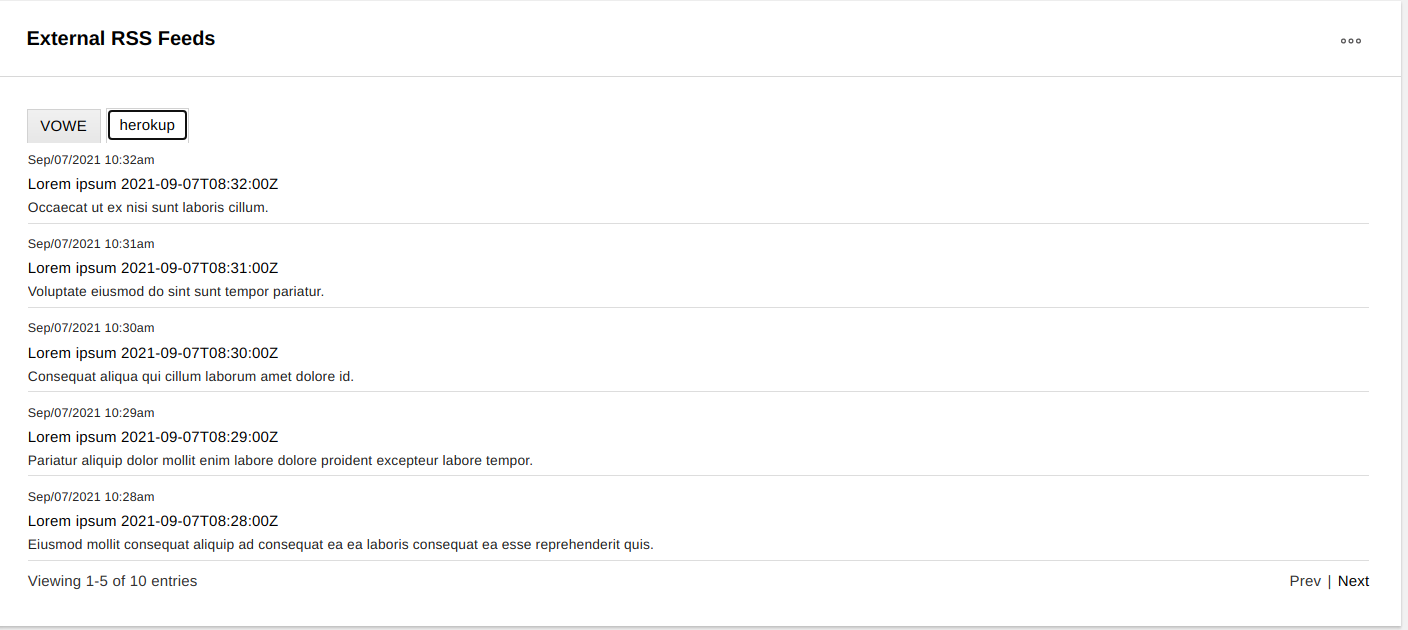 External RSS Feeds
VOWE herokup
Sep/07/2021 10:32am
Lorem ipsum 2021-09-07T08:32:00Z
Occaecat ut ex nisi sunt laboris cillum.
Sep/07/2021 10:31am
Lorem ipsum 2021-09-07T08:31:00Z
Voluptate eiusmod do sint sunt tempor pariatur.
Sep/07/2021 10:30am
Lorem ipsum 2021-09-07T08:30:00Z
Consequat aliqua qui cillum laborum amet dolore id.
Sep/07/2021 10:29am
Lorem ipsum 2021-09-07T08:29:00Z
Pariatur aliquip dolor mollit enim labore dolore proident excepteur labore tempor.
Sep/07/2021 10:28am
Lorem ipsum 2021-09-07T08:28:00Z
Eiusmod mollit consequat aliquip ad consequat ea ea laboris consequat ea esse reprehenderit quis.
Viewing 1-5 of 10 entries Prev | Next